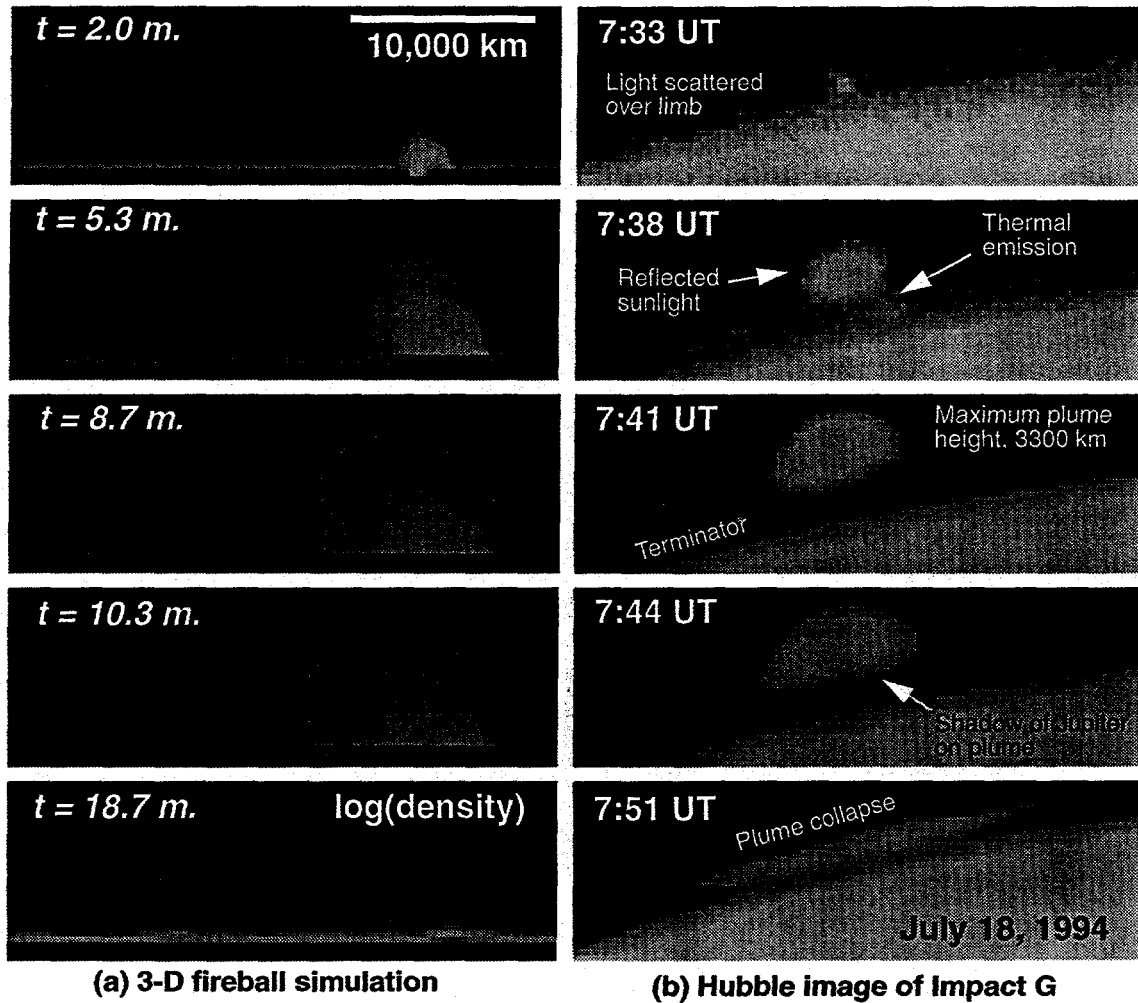 t = 2.0 m.
10,000 km
t = 5.3 m.
t = 8.7 m.
t = 10.3 m.
t = 18.7 m.
log(density)
(a) 3-D fireball simulation
7:33 UT
Light scattered
over limb
7:38 UT
Thermal
emission
Reflected
sunlight
7:41 UT
Maximum plume
height. 3300 km
Terminator
7:44 UT
Shadow of Jupiter
on plume
7:51 UT
Plume collapse
July 18, 1994
(b) Hubble image of Impact G